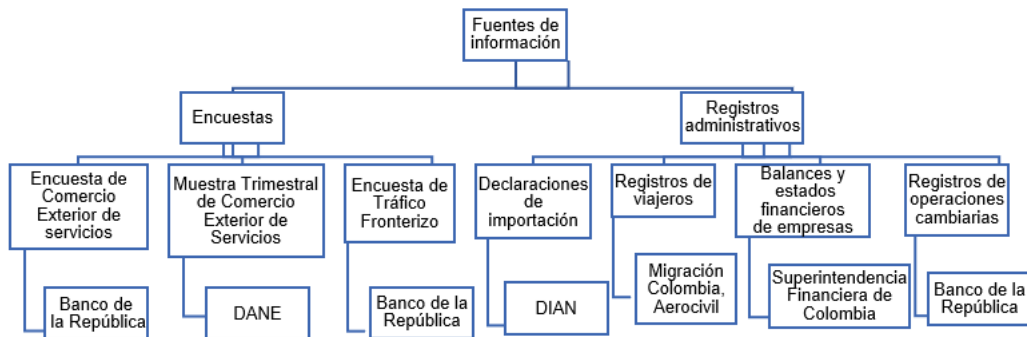 Fuentes de
información
Encuestas
Registros
administrativos
Encuesta de
Comercio
Exterior de
servicios
Muestra Trimestral
de Comercio
Exterior de
Servicios
Encuesta de
Tráfico
Fronterizo
Declaraciones
de
importación
Registros de
viajeros
Balances y
estados
financieros
de empresas
Registros de
operaciones
cambiarias
Banco de
la República
DANE
Banco de la
República
DIAN
Migración
Colombia,
Aerocivil
Superintendencia
Financiera de
Colombia
Banco de la
República